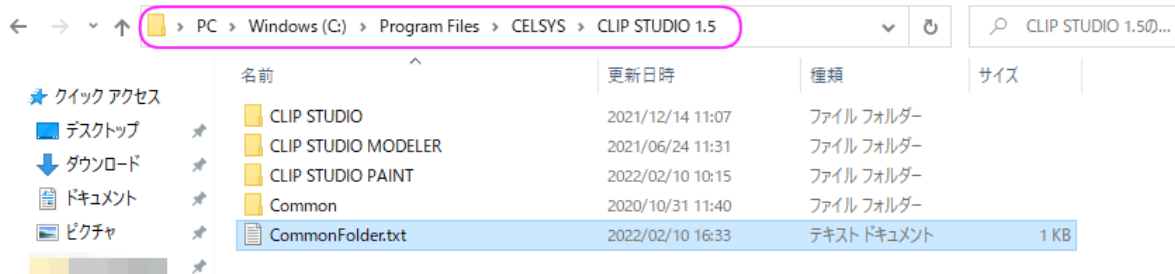 PC > Windows (C:) > Program Files > CELSYS > CLIP STUDIO 1.5
CLIP STUDIO 1.5の...
名前 更新日時 種類 サイズ
クイック アクセス
デスクトップ
ダウンロード
ドキュメント
ピクチャ
CLIP STUDIO 2021/12/14 11:07 ファイル フォルダー
CLIP STUDIO MODELER 2021/06/24 11:31 ファイル フォルダー
CLIP STUDIO PAINT 2022/02/10 10:15 ファイル フォルダー
Common 2020/10/31 11:40 ファイル フォルダー
CommonFolder.txt 2022/02/10 16:33 テキスト ドキュメント 1 KB